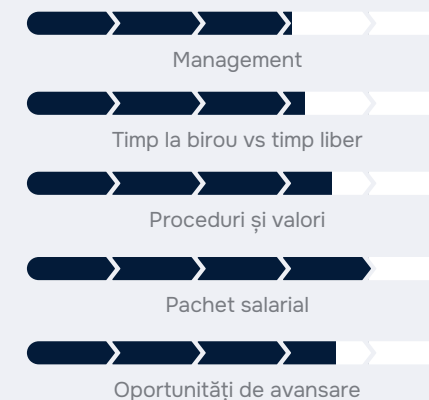 Management
Timp la birou vs timp liber
Proceduri și valori
Pachet salarial
Oportunități de avansare